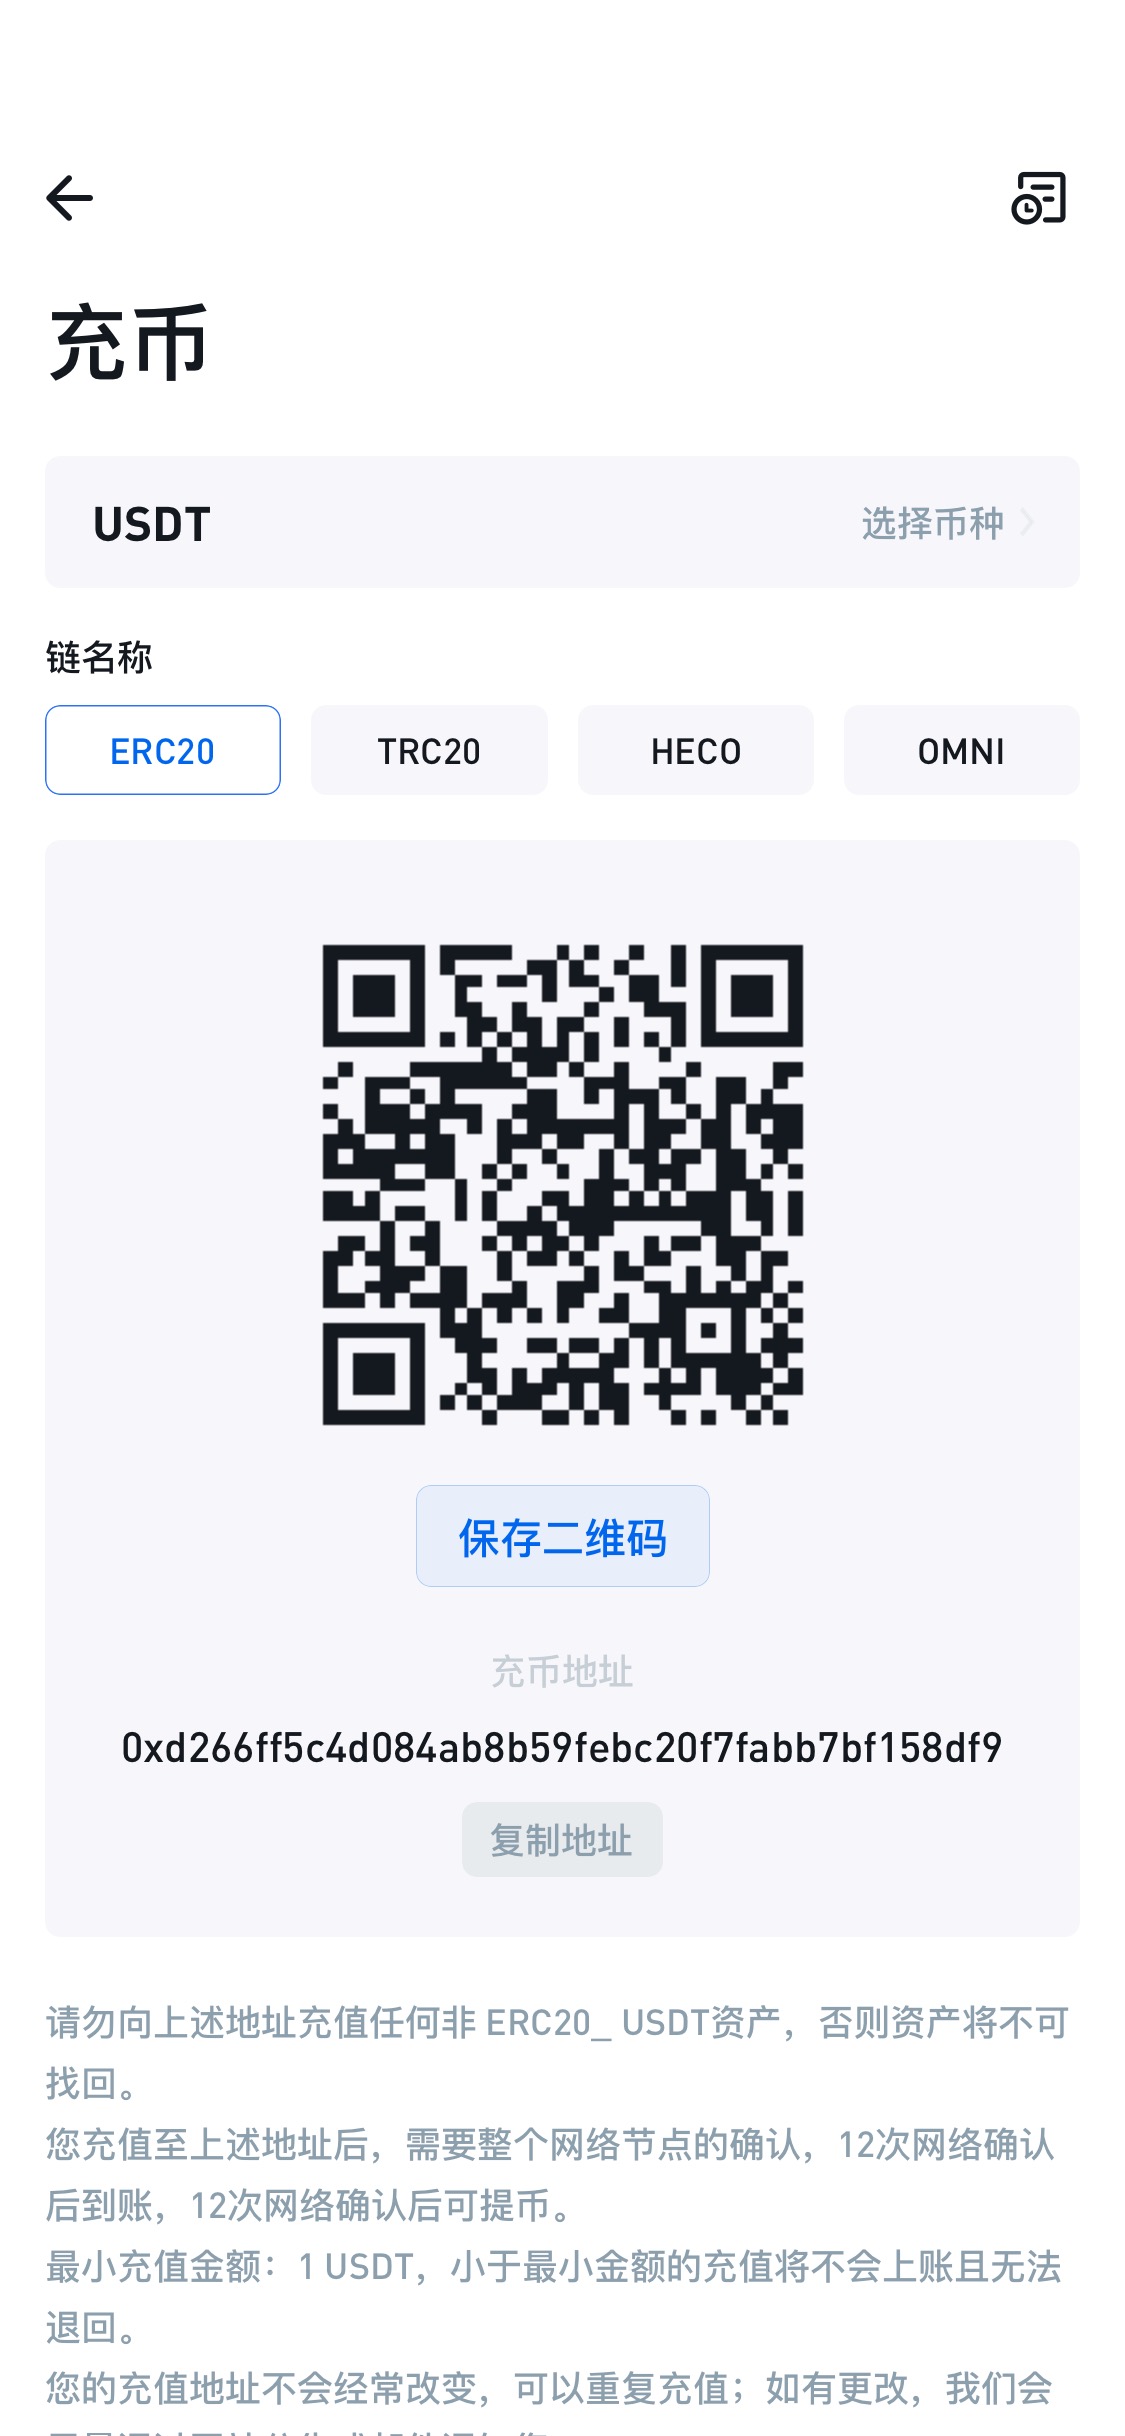 充币
USDT
选择币种
链名称
ERC20
TRC20
HECO
OMNI
保存二维码
充币地址
0xd266ff5c4d084ab8b59febc20f7fabb7bf158df9
复制地址
请勿向上述地址充值任何非 ERC20_ USDT资产，否则资产将不可
找回。
您充值至上述地址后，需要整个网络节点的确认，12次网络确认
后到账，12次网络确认后可提币。
最小充值金额：1 USDT，小于最小金额的充值将不会上账且无法
退回。
您的充值地址不会经常改变，可以重复充值；如有更改，我们会